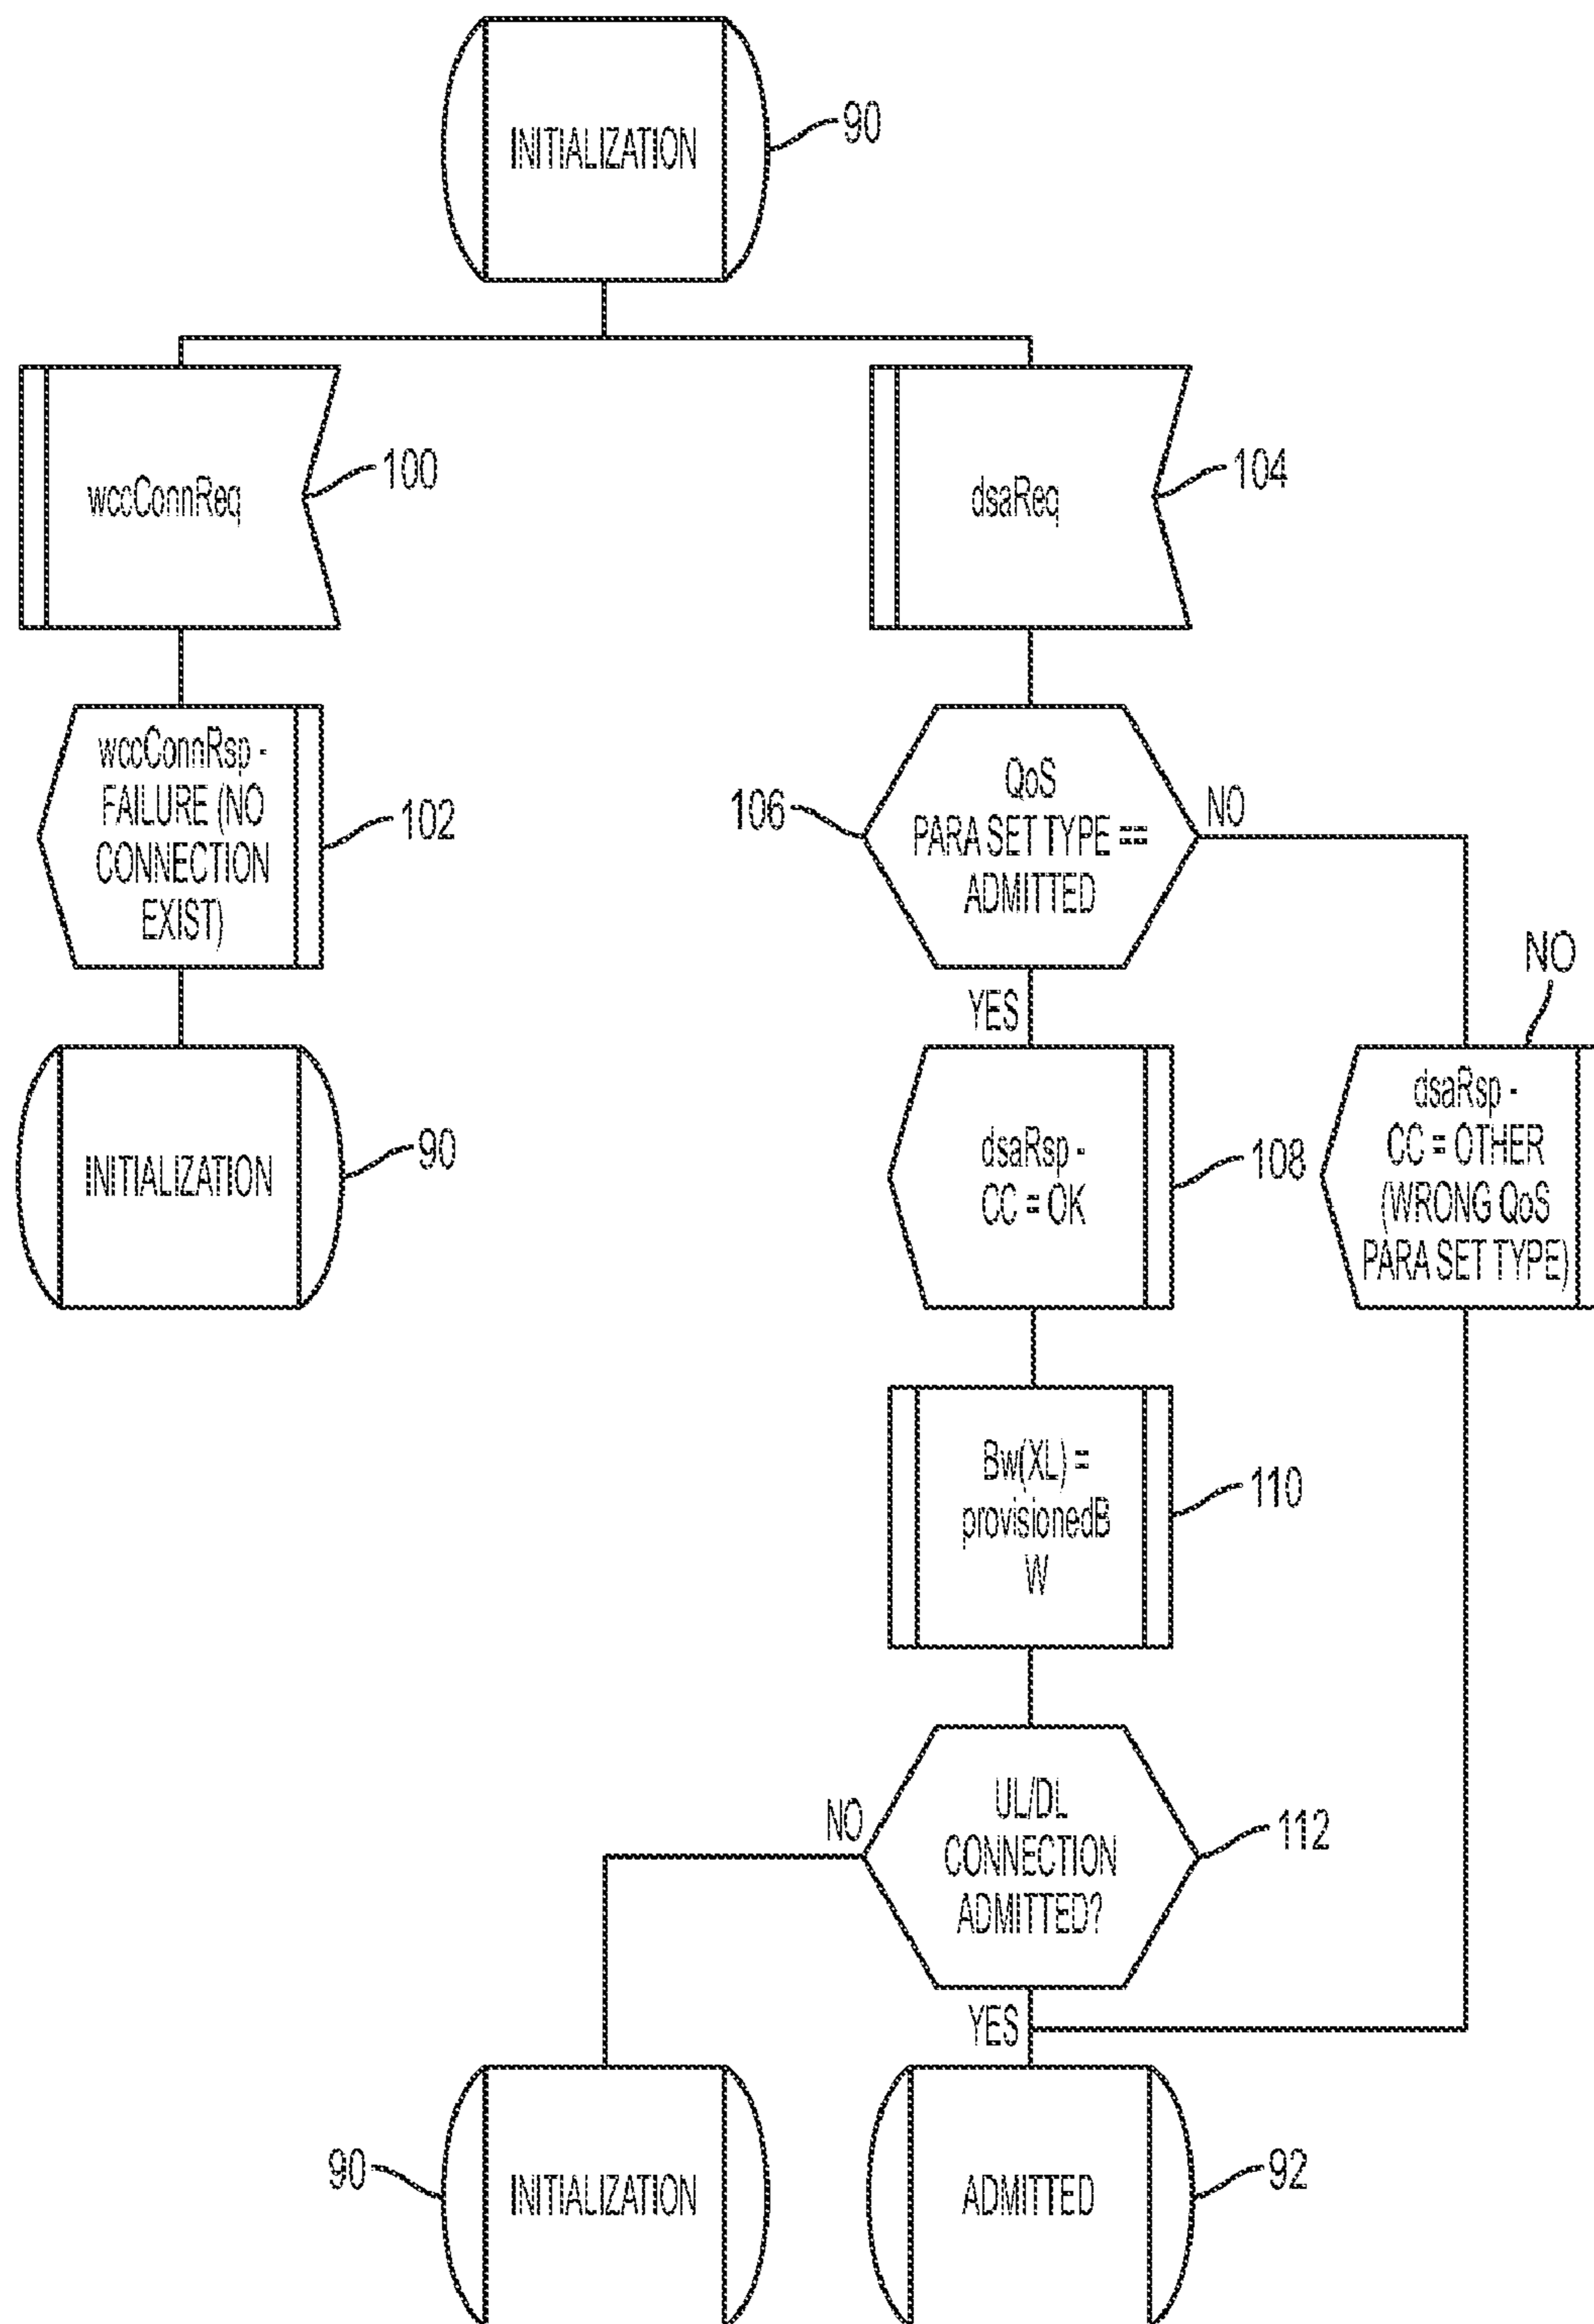 INITIALIZATION
90
wccConnReq
100
dsaReq
104
wccConnRsp -
FAILURE (NO
CONNECTION
EXIST)
102
106
QoS
PARA SET TYPE ==
ADMITTED
NO
YES
NO
INITIALIZATION
90
dsaRsp -
CC = OK
108
dsaRsp -
CC = OTHER
(WRONG QoS
PARA SET TYPE)
Bw(XL) =
provisionedB
W
110
NO
UL/DL
CONNECTION
ADMITTED?
112
YES
90
INITIALIZATION
ADMITTED
92